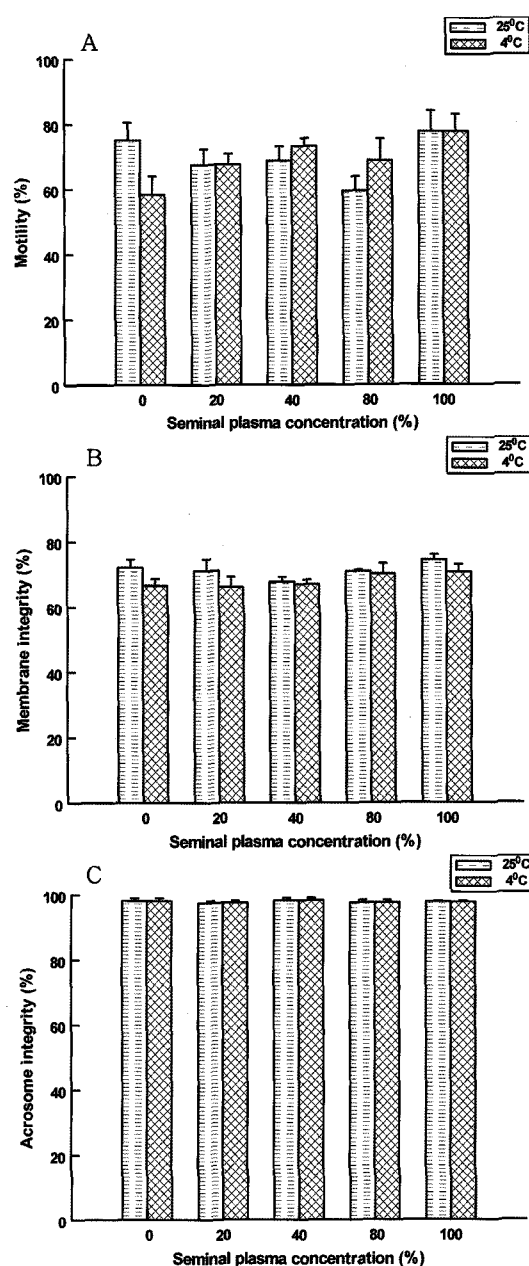 A
25⁰C
4⁰C
100
80
60
40
20
0
Motility (%)
0 20 40 80 100
Seminal plasma concentration (%)
B
25⁰C
4⁰C
100
80
60
40
20
0
Membrane integrity (%)
0 20 40 80 100
Seminal plasma concentration (%)
C
25⁰C
4⁰C
100
80
60
40
20
0
Acrosome integrity (%)
0 20 40 80 100
Seminal plasma concentration (%)